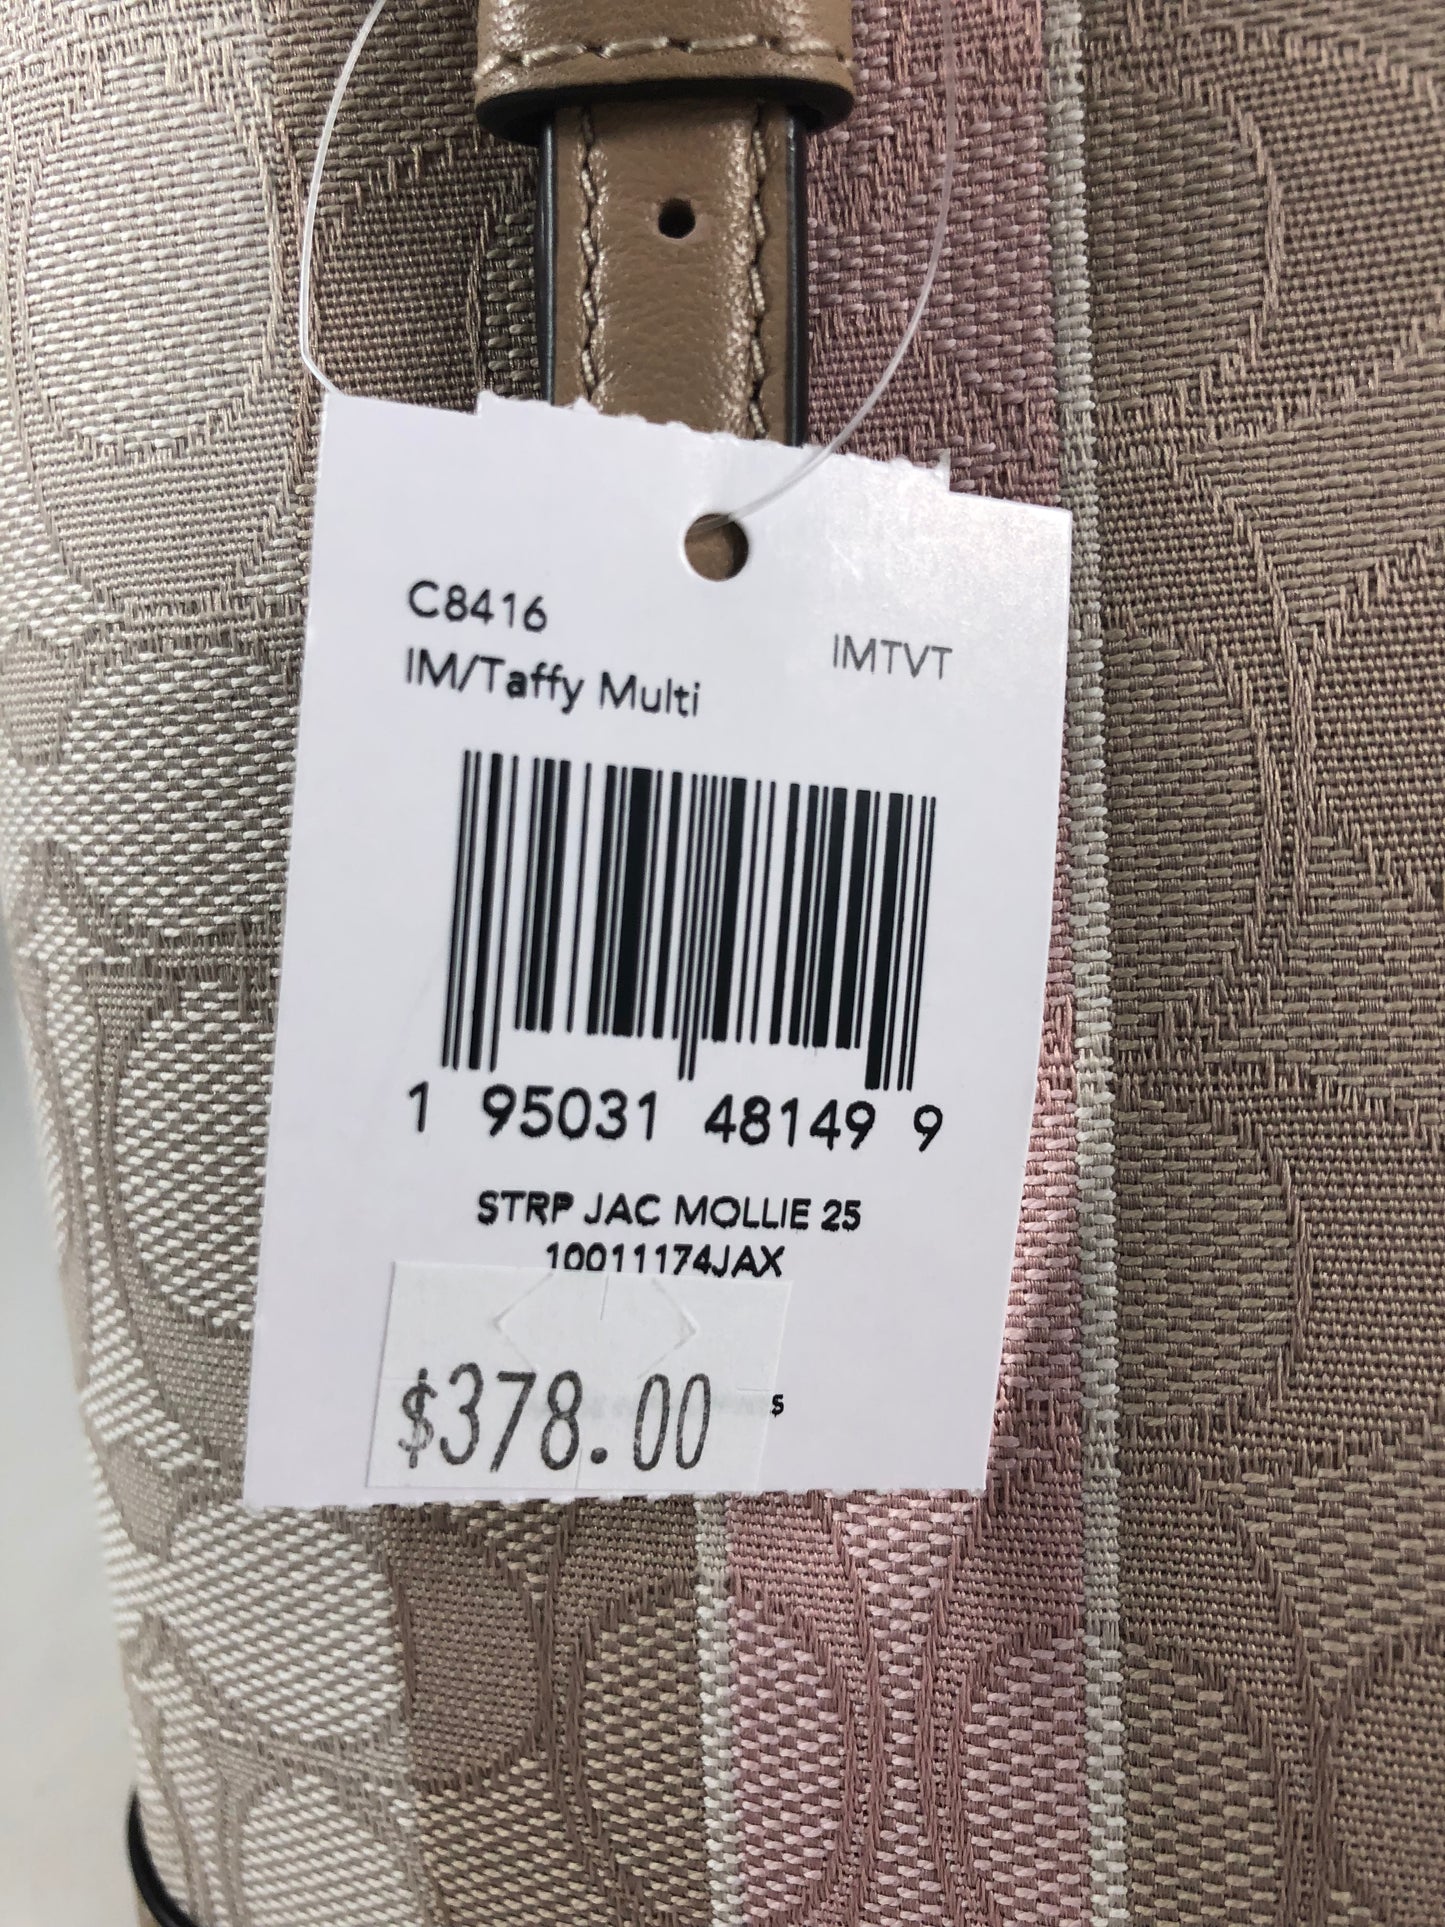 C8416
IMTVT
IM/Taffy Multi
1 95031 48149 9
STRP JAC MOLLIE 25
10011174JAX
$378.00
s